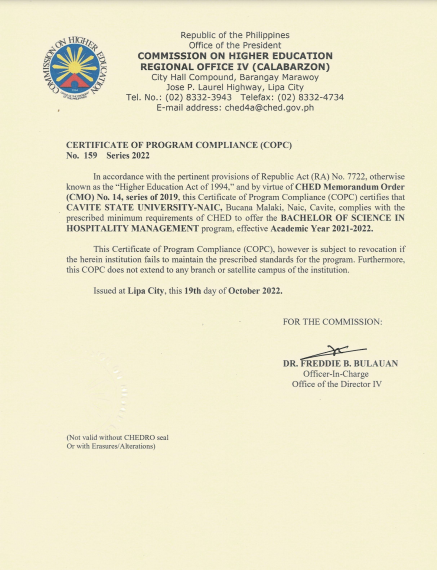 Republic of the Philippines
Office of the President
COMMISSION ON HIGHER EDUCATION
REGIONAL OFFICE IV (CALABARZON)
City Hall Compound, Barangay Marawoy
Jose P. Laurel Highway, Lipa City
Tel. No.: (02) 8332-3943 Telefax: (02) 8332-4734
E-mail address: ched4a@ched.gov.ph
COMMISSION ON HIGHER EDUCATION
CERTIFICATE OF PROGRAM COMPLIANCE (COPC)
No. 159 Series 2022
In accordance with the pertinent provisions of Republic Act (RA) No. 7722, otherwise
known as the “Higher Education Act of 1994,” and by virtue of CHED Memorandum Order
(CMO) No. 14, series of 2019, this Certificate of Program Compliance (COPC) certifies that
CAVITE STATE UNIVERSITY-NAIC, Bucana Malaki, Naic, Cavite, complies with the
prescribed minimum requirements of CHED to offer the BACHELOR OF SCIENCE IN
HOSPITALITY MANAGEMENT program, effective Academic Year 2021-2022.
This Certificate of Program Compliance (COPC), however is subject to revocation if
the herein institution fails to maintain the prescribed standards for the program. Furthermore,
this COPC does not extend to any branch or satellite campus of the institution.
Issued at Lipa City, this 19th day of October 2022.
FOR THE COMMISSION:
DR. FREDDIE B. BULAUAN
Officer-In-Charge
Office of the Director IV
(Not valid without CHEDRO seal
Or with Erasures/Alterations)